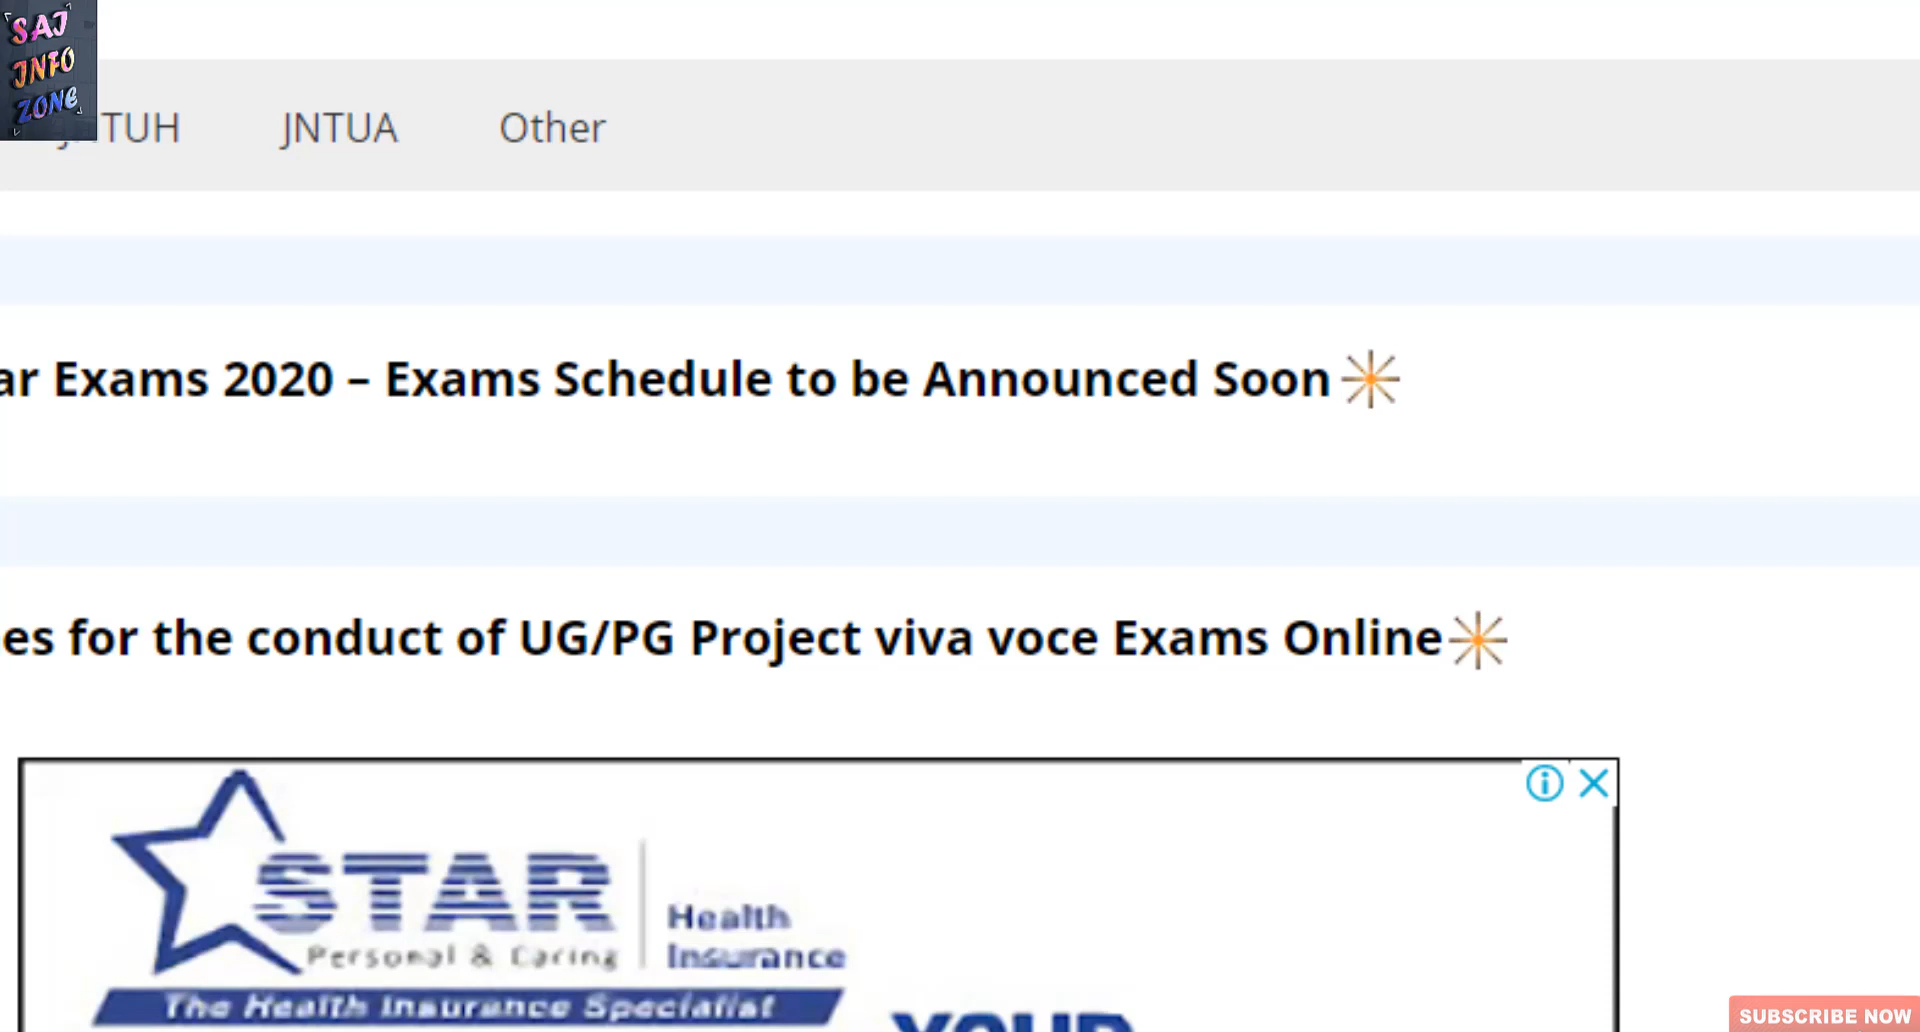 SAJ
INFO
ZONE
TUH JNTUA Other
ar Exams 2020 – Exams Schedule to be Announced Soon
es for the conduct of UG/PG Project viva voce Exams Online
STAR
Health
Insurance
Personal & Caring
The Health Insurance Specialist
YOUR
SUBSCRIBE NOW